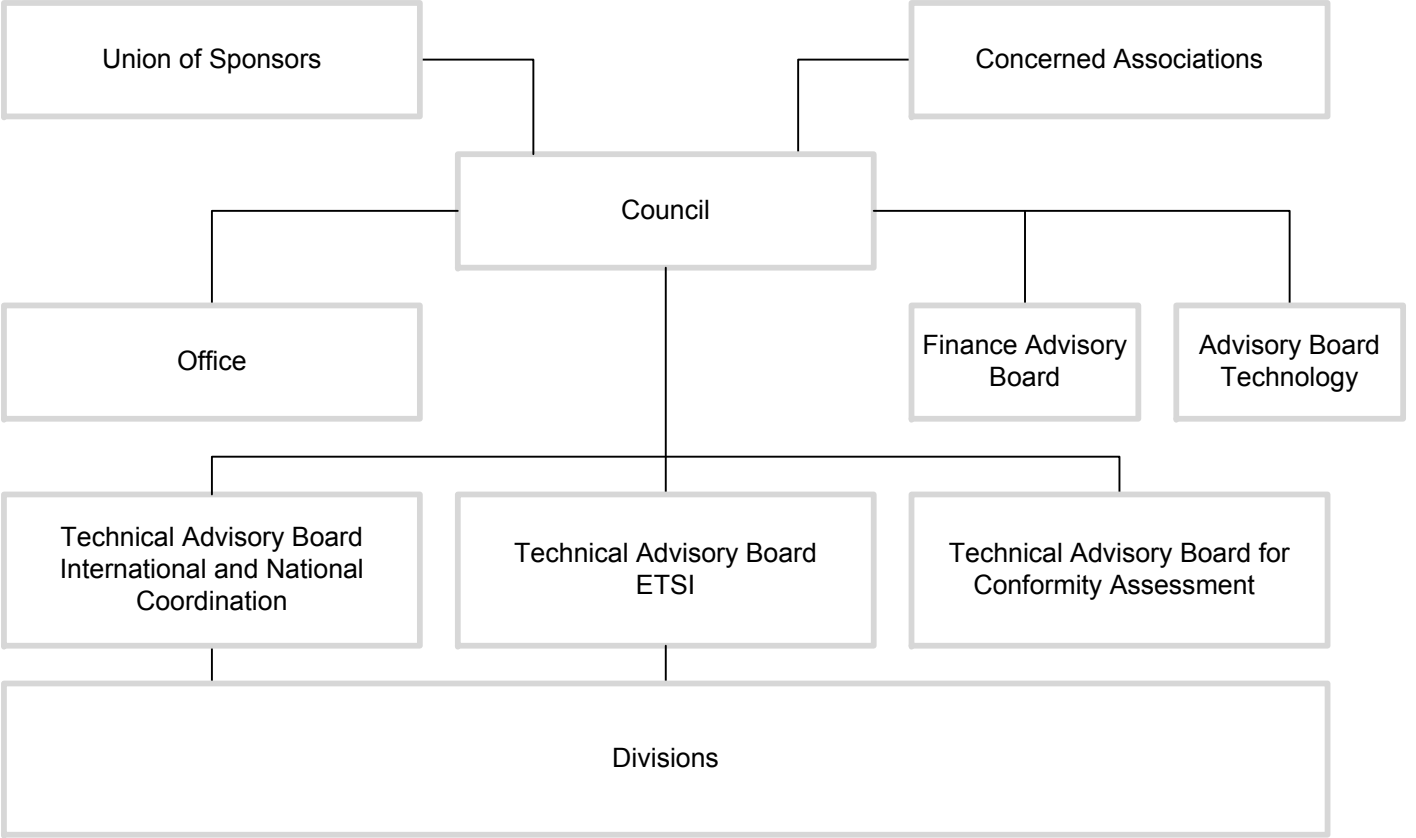 Union of Sponsors
Concerned Associations
Council
Office
Finance Advisory
Board
Advisory Board
Technology
Technical Advisory Board
International and National
Coordination
Technical Advisory Board
ETSI
Technical Advisory Board for
Conformity Assessment
Divisions